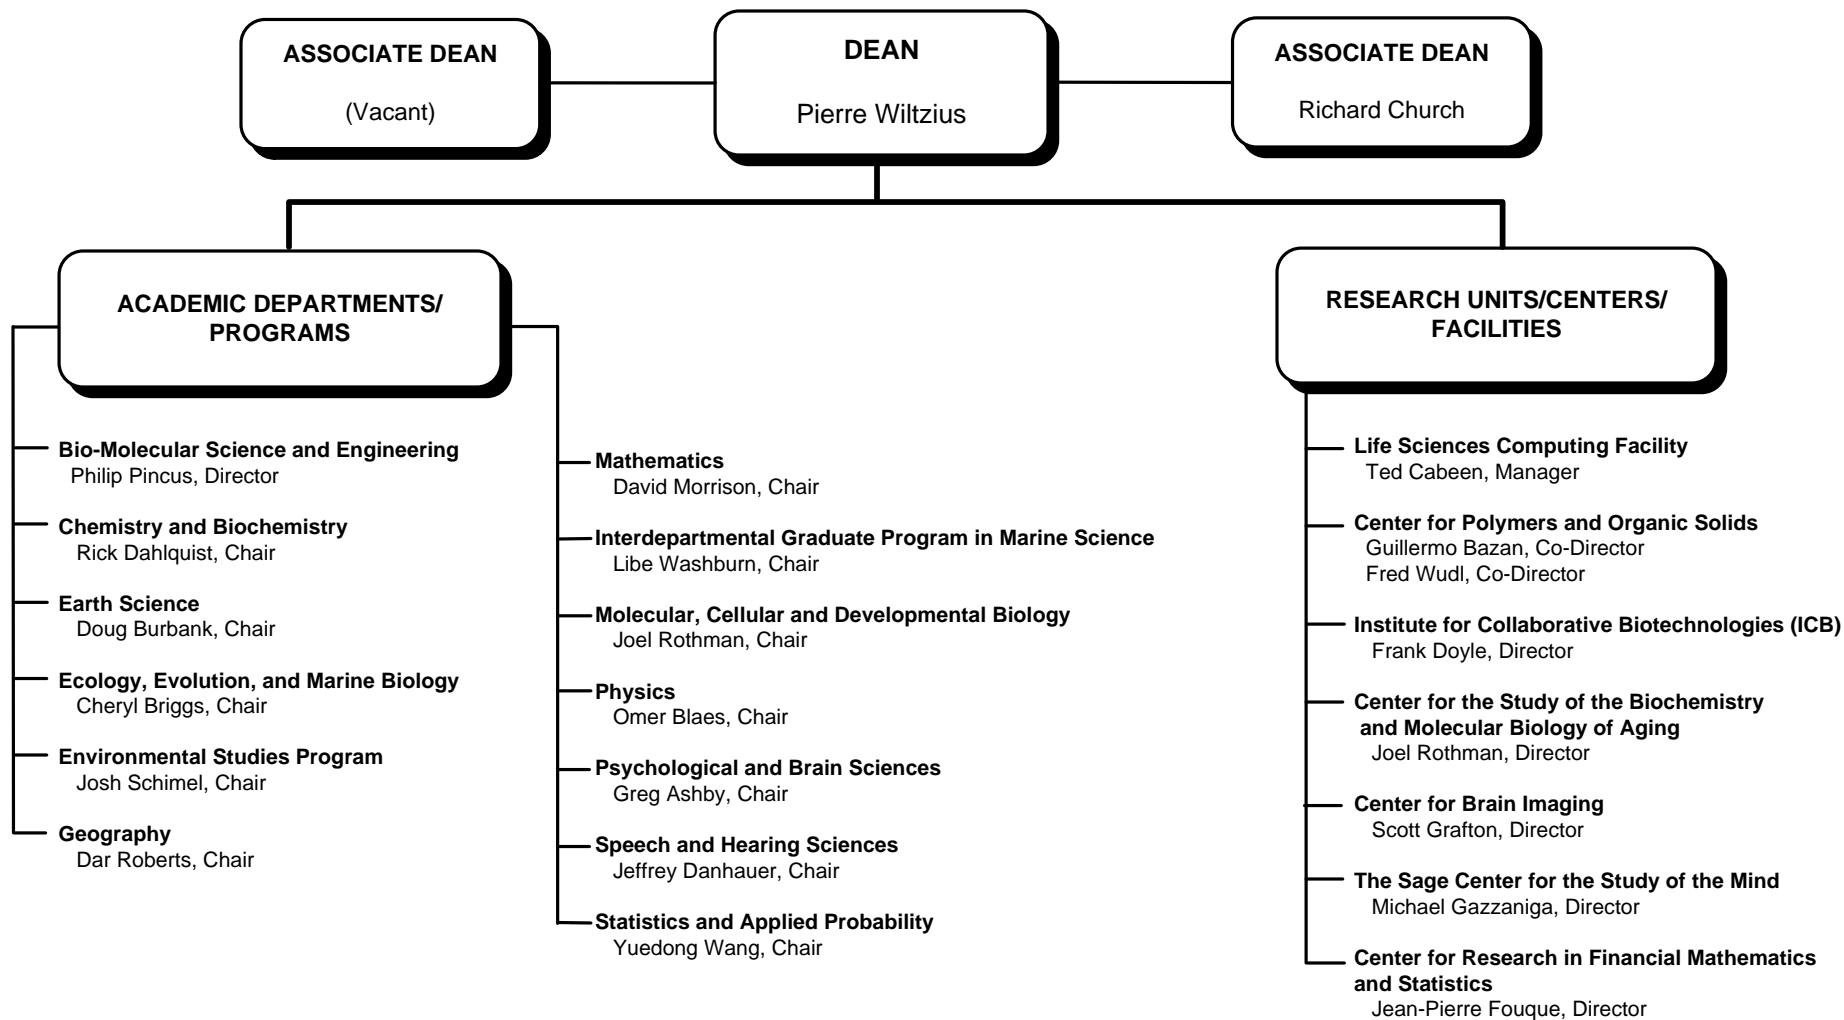 ASSOCIATE DEAN
(Vacant)
DEAN
Pierre Wiltzius
ASSOCIATE DEAN
Richard Church
ACADEMIC DEPARTMENTS/
PROGRAMS
Bio-Molecular Science and Engineering
Philip Pincus, Director
Chemistry and Biochemistry
Rick Dahlquist, Chair
Earth Science
Doug Burbank, Chair
Ecology, Evolution, and Marine Biology
Cheryl Briggs, Chair
Environmental Studies Program
Josh Schimel, Chair
Geography
Dar Roberts, Chair
Mathematics
David Morrison, Chair
Interdepartmental Graduate Program in Marine Science
Libe Washburn, Chair
Molecular, Cellular and Developmental Biology
Joel Rothman, Chair
Physics
Omer Blaes, Chair
Psychological and Brain Sciences
Greg Ashby, Chair
Speech and Hearing Sciences
Jeffrey Danhauer, Chair
Statistics and Applied Probability
Yuedong Wang, Chair
RESEARCH UNITS/CENTERS/
FACILITIES
Life Sciences Computing Facility
Ted Cabeen, Manager
Center for Polymers and Organic Solids
Guillermo Bazan, Co-Director
Fred Wudl, Co-Director
Institute for Collaborative Biotechnologies (ICB)
Frank Doyle, Director
Center for the Study of the Biochemistry
and Molecular Biology of Aging
Joel Rothman, Director
Center for Brain Imaging
Scott Grafton, Director
The Sage Center for the Study of the Mind
Michael Gazzaniga, Director
Center for Research in Financial Mathematics
and Statistics
Jean-Pierre Fouque, Director